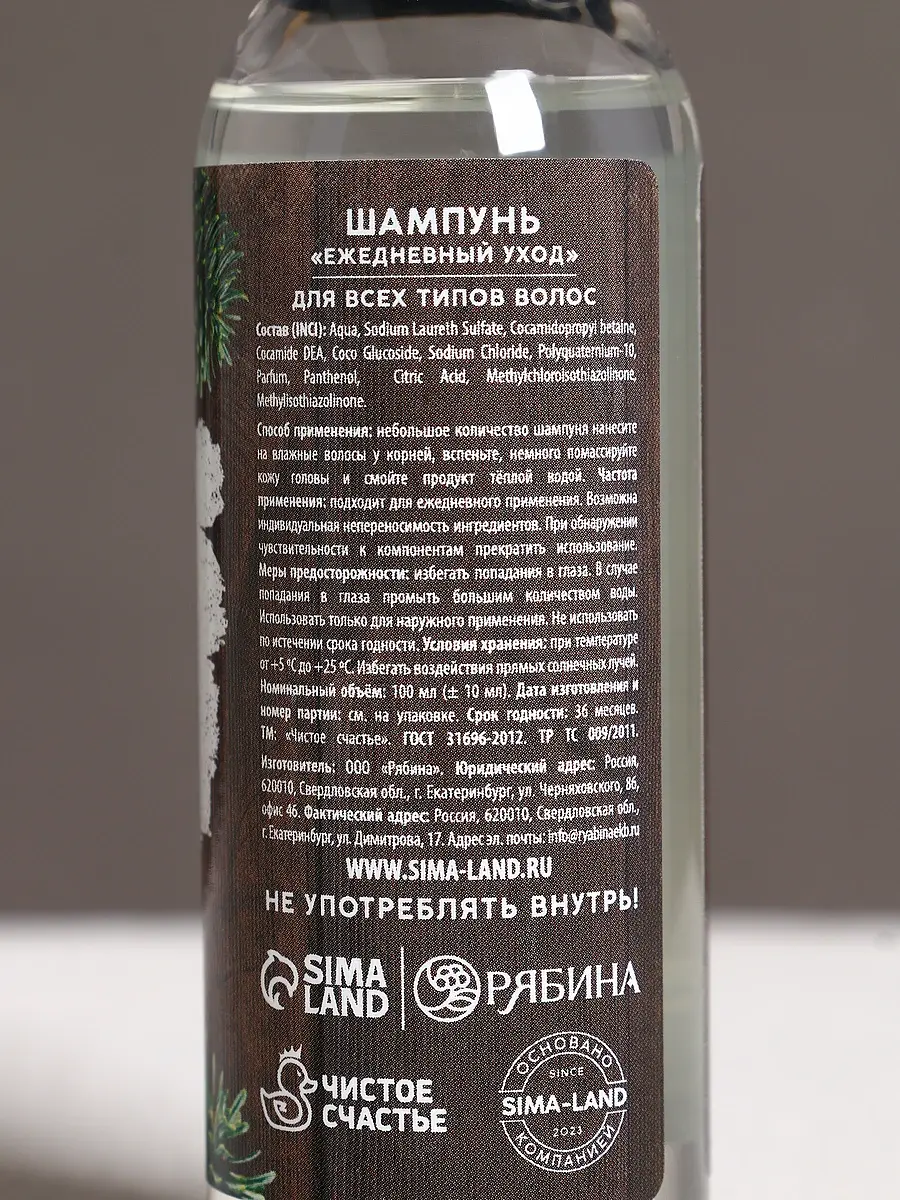 ШАМПУНЬ
«ЕЖЕДНЕВНЫЙ УХОД»
ДЛЯ ВСЕХ ТИПОВ ВОЛОС
Состав (INCI): Aqua, Sodium Laureth Sulfate, Cocamidopropyl betaine,
Cocamide DEA, Coco Glucoside, Sodium Chloride, Polyquaternium-10,
Parfum, Panthenol, Citric Acid, Methylchloroisothiazolinone,
Methylisothiazolinone.
Способ применения: небольшое количество шампуня нанесите
на влажные волосы у корней, вспеньте, немного помассируйте
кожу головы и смойте продукт тёплой водой. Частота
применения: подходит для ежедневного применения. Возможна
индивидуальная непереносимость ингредиентов. При обнаружении
чувствительности к компонентам прекратить использование.
Меры предосторожности: избегать попадания в глаза. В случае
попадания в глаза промыть большим количеством воды.
Использовать только для наружного применения. Не использовать
по истечении срока годности. Условия хранения: при температуре
от +5 °C до +25 °C. Избегать воздействия прямых солнечных лучей.
Номинальный объём: 100 мл (± 10 мл). Дата изготовления и
номер партии: см. на упаковке. Срок годности: 36 месяцев.
ТМ: «Чистое счастье». ГОСТ 31696-2012. ТР ТС 009/2011.
Изготовитель: ООО «Рябина». Юридический адрес: Россия,
620010, Свердловская обл., г. Екатеринбург, ул. Черняховского, 86,
офис 46. Фактический адрес: Россия, 620010, Свердловская обл.,
г. Екатеринбург, ул. Димитрова, 17. Адрес эл. почты: info@ryabinaekb.ru
WWW.SIMA-LAND.RU
НЕ УПОТРЕБЛЯТЬ ВНУТРЬ!
SIMA
LAND
РЯБИНА
ЧИСТОЕ
СЧАСТЬЕ
ОСНОВАНО
SINCE
SIMA-LAND
2023
КОМПАНИЕЙ